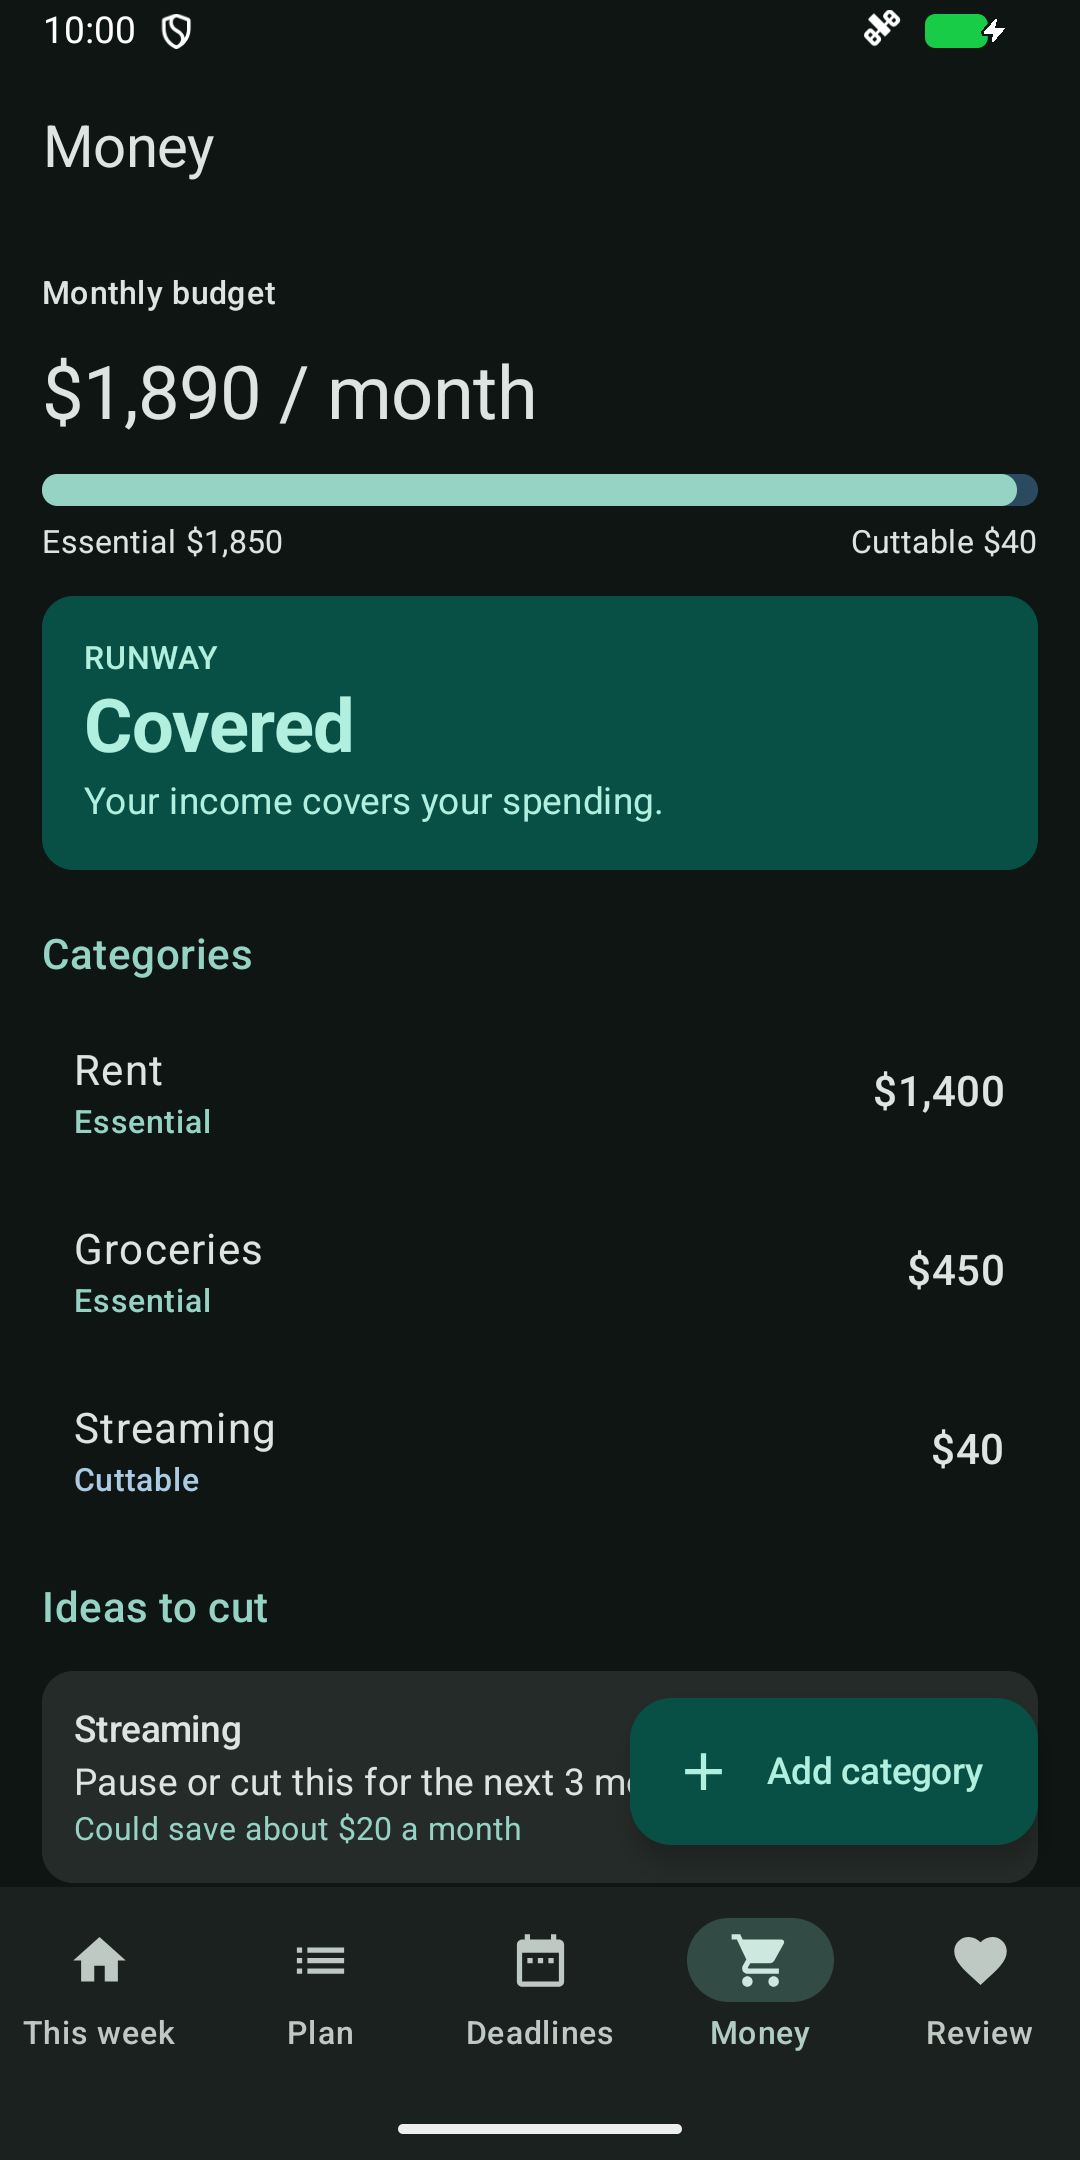 10:00
Money
Monthly budget
$1,890 / month
Essential $1,850
Cuttable $40
RUNWAY
Covered
Your income covers your spending.
Categories
Rent
Essential
$1,400
Groceries
Essential
$450
Streaming
Cuttable
$40
Ideas to cut
Streaming
Pause or cut this for the next 3
Could save about $20 a month
Add category
This week
Plan
Deadlines
Money
Review